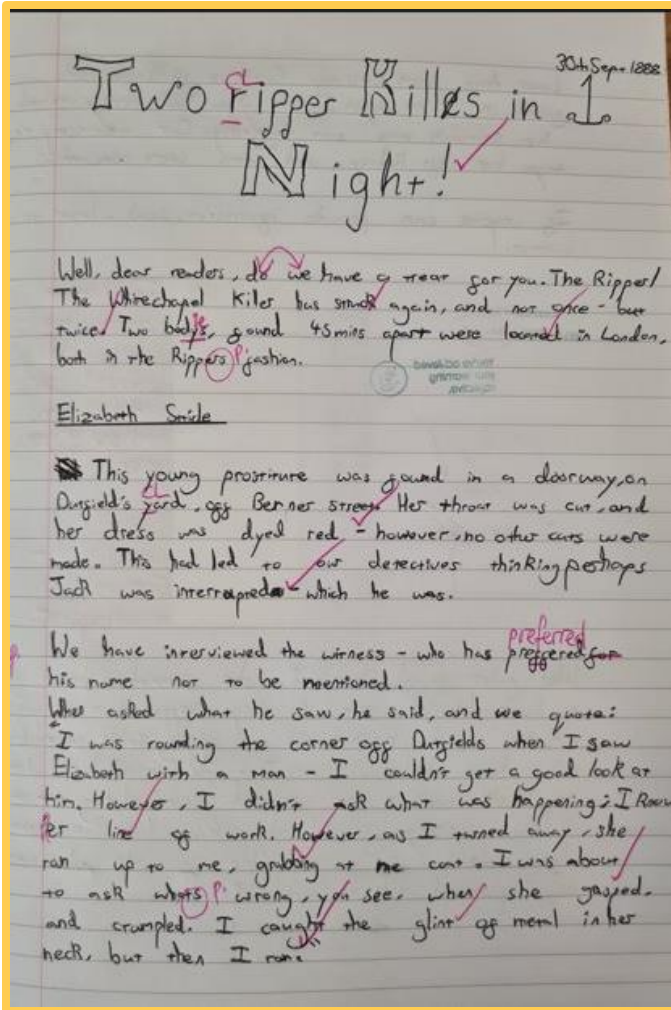 30th Sept 1888
Two ripper Killes in 1
Night!
Well, dear readers, do we have a treat for you. The Ripper/
The Whitechapel Killer has struck again, and not once - but
twice. Two bodys, found 45 mins apart were located in London,
both in the Rippers P fashion.
Elizabeth Stride
This young prostitute was found in a doorway, on
Dutfield's yard, off Berner street. Her throat was cut, and
her dress was dyed red - however, no other cuts were
made. This had led to our detectives thinking perhaps
Jack was interrupted - which he was.
preferred
We have interviewed the witness - who has preffered for
his name not to be mentioned.
When asked what he saw, he said, and we quote:
"I was rounding the corner off Dutfields when I saw
Elizabeth with a man - I couldn't get a good look at
him. However, I didn't ask what was happening; I Knew
her line of work. However, as I turned away, she
ran up to me, grabbing at me coat. I was about
to ask whats P wrong, you see, when she gasped,
and crumpled. I caught the glint of metal in her
neck, but then I ran."